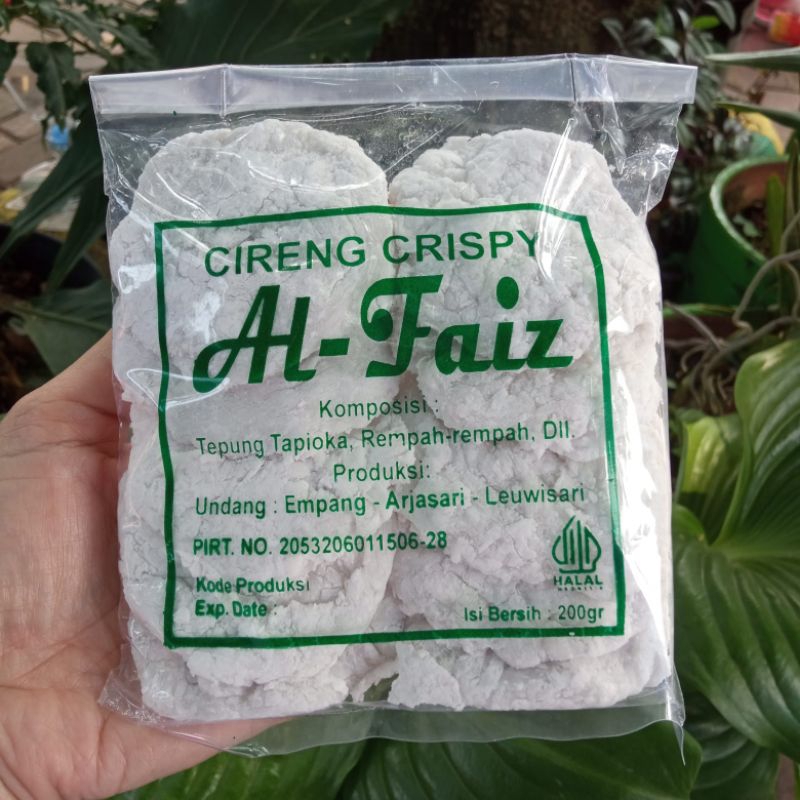 CIRENG CRISPY
Al-Faiz
Komposisi :
Tepung Tapioka, Rempah-rempah, Dll.
Produksi:
Undang : Empang - Arjasari - Leuwisari
PIRT. NO. 2053206011506-28
HALAL
INDONESIA
Kode Produksi
Exp. Date :
Isi Bersih : 200gr